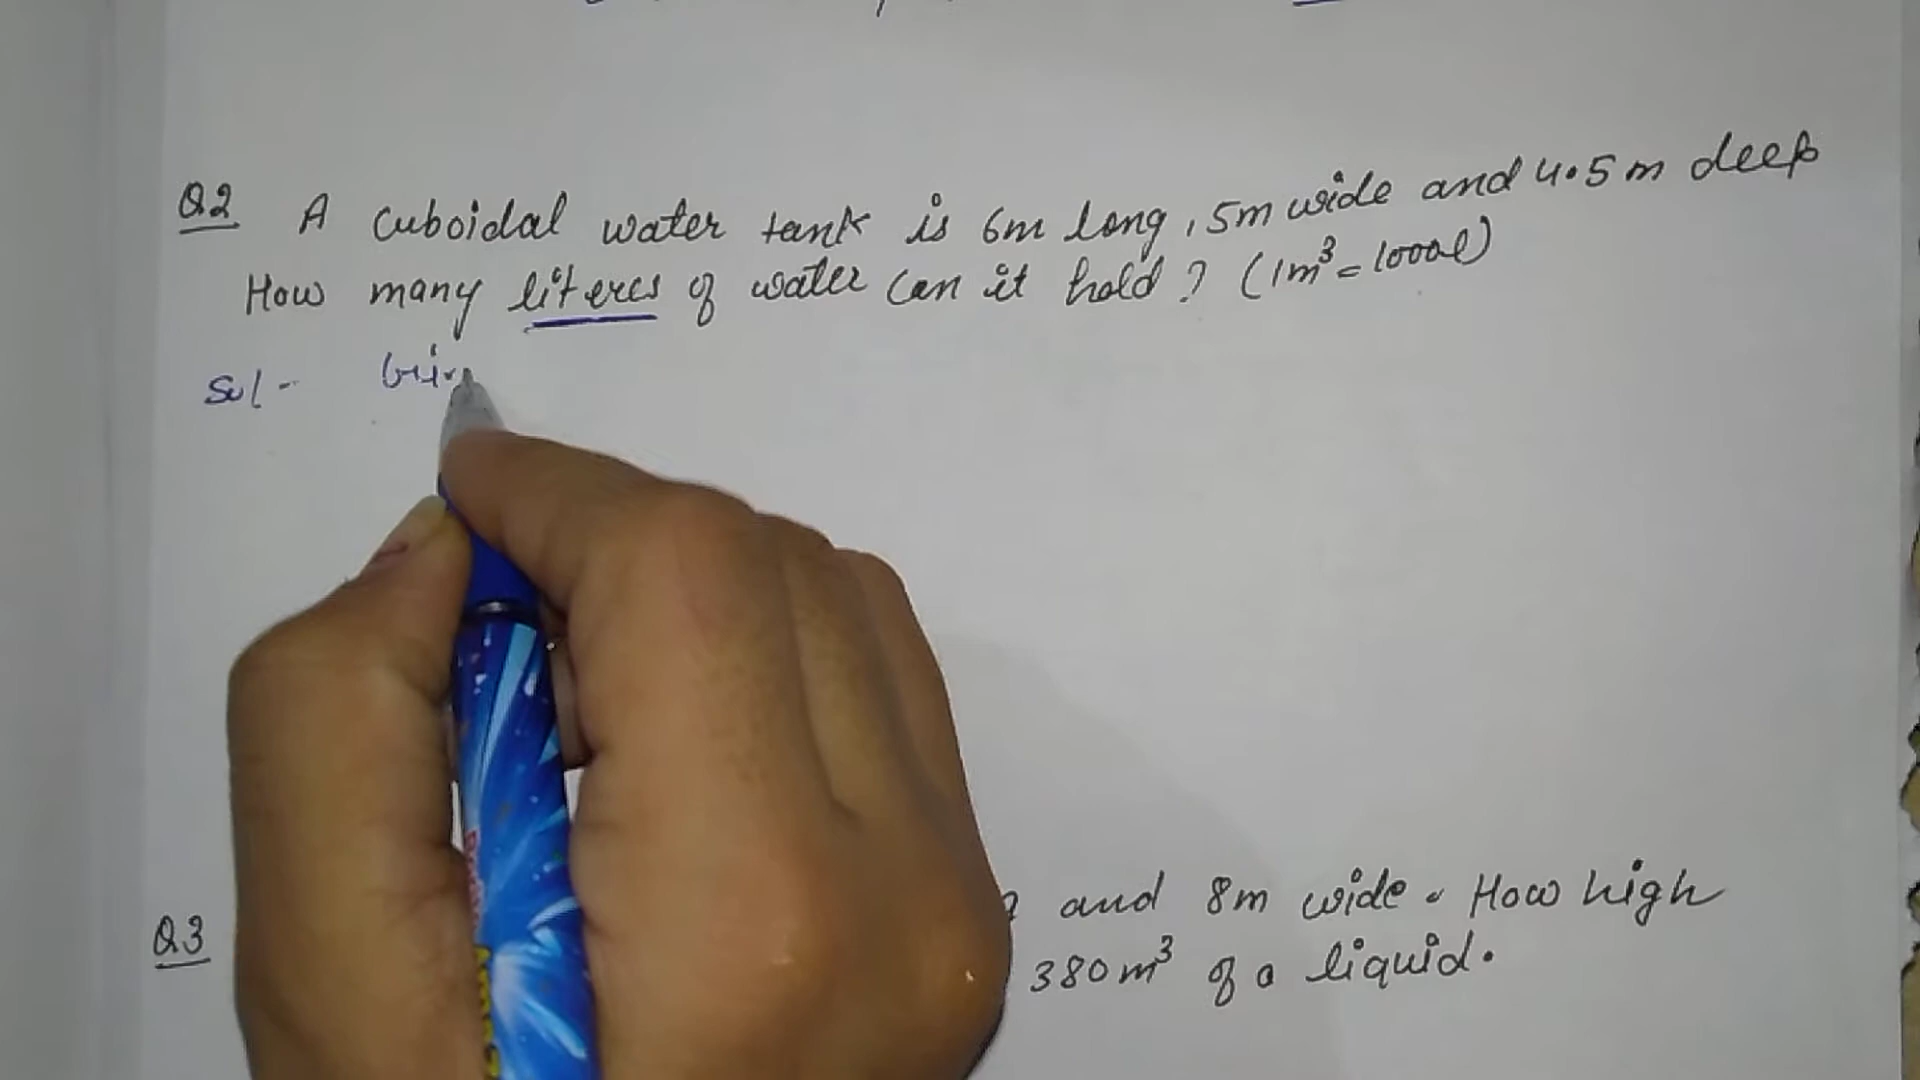 Q2 A cuboidal water tank is 6m long, 5m wide and 4.5m deep
How many literes of water can it hold? (1m³ = 1000l)
Sol -
Q3 and 8m wide. How high
380m³ of a liquid.